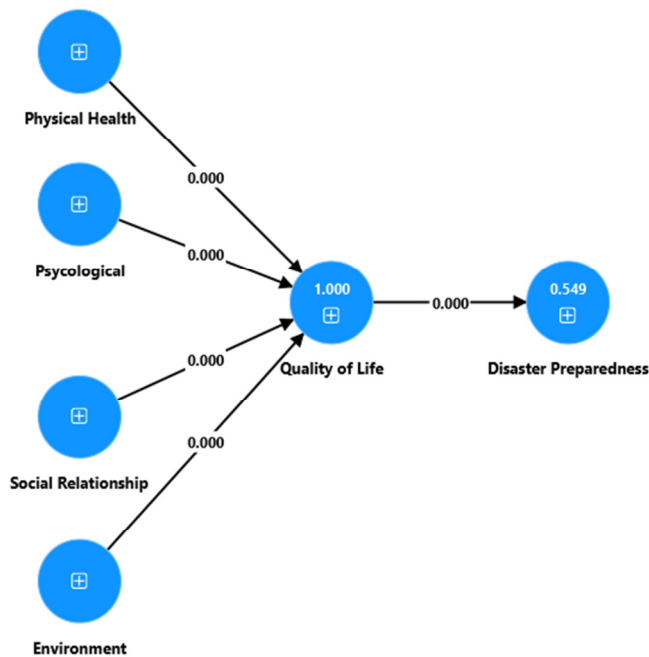 Physical Health
0.000
Psycological
0.000
1.000
0.549
0.000
Quality of Life
Disaster Preparedness
0.000
0.000
Social Relationship
Environment